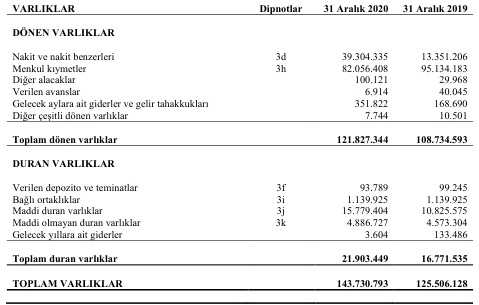 VARLIKLAR Dipnotlar 31 Aralık 2020 31 Aralık 2019
DÖNEN VARLIKLAR
Nakit ve nakit benzerleri 3d 39.304.335 13.351.206
Menkul kıymetler 3h 82.056.408 95.134.183
Diğer alacaklar 100.121 29.968
Verilen avanslar 6.914 40.045
Gelecek aylara ait giderler ve gelir tahakkukları 351.822 168.690
Diğer çeşitli dönen varlıklar 7.744 10.501
Toplam dönen varlıklar 121.827.344 108.734.593
DURAN VARLIKLAR
Verilen depozito ve teminatlar 3f 93.789 99.245
Bağlı ortaklıklar 3i 1.139.925 1.139.925
Maddi duran varlıklar 3j 15.779.404 10.825.575
Maddi olmayan duran varlıklar 3k 4.886.727 4.573.304
Gelecek yıllara ait giderler 3.604 133.486
Toplam duran varlıklar 21.903.449 16.771.535
TOPLAM VARLIKLAR 143.730.793 125.506.128